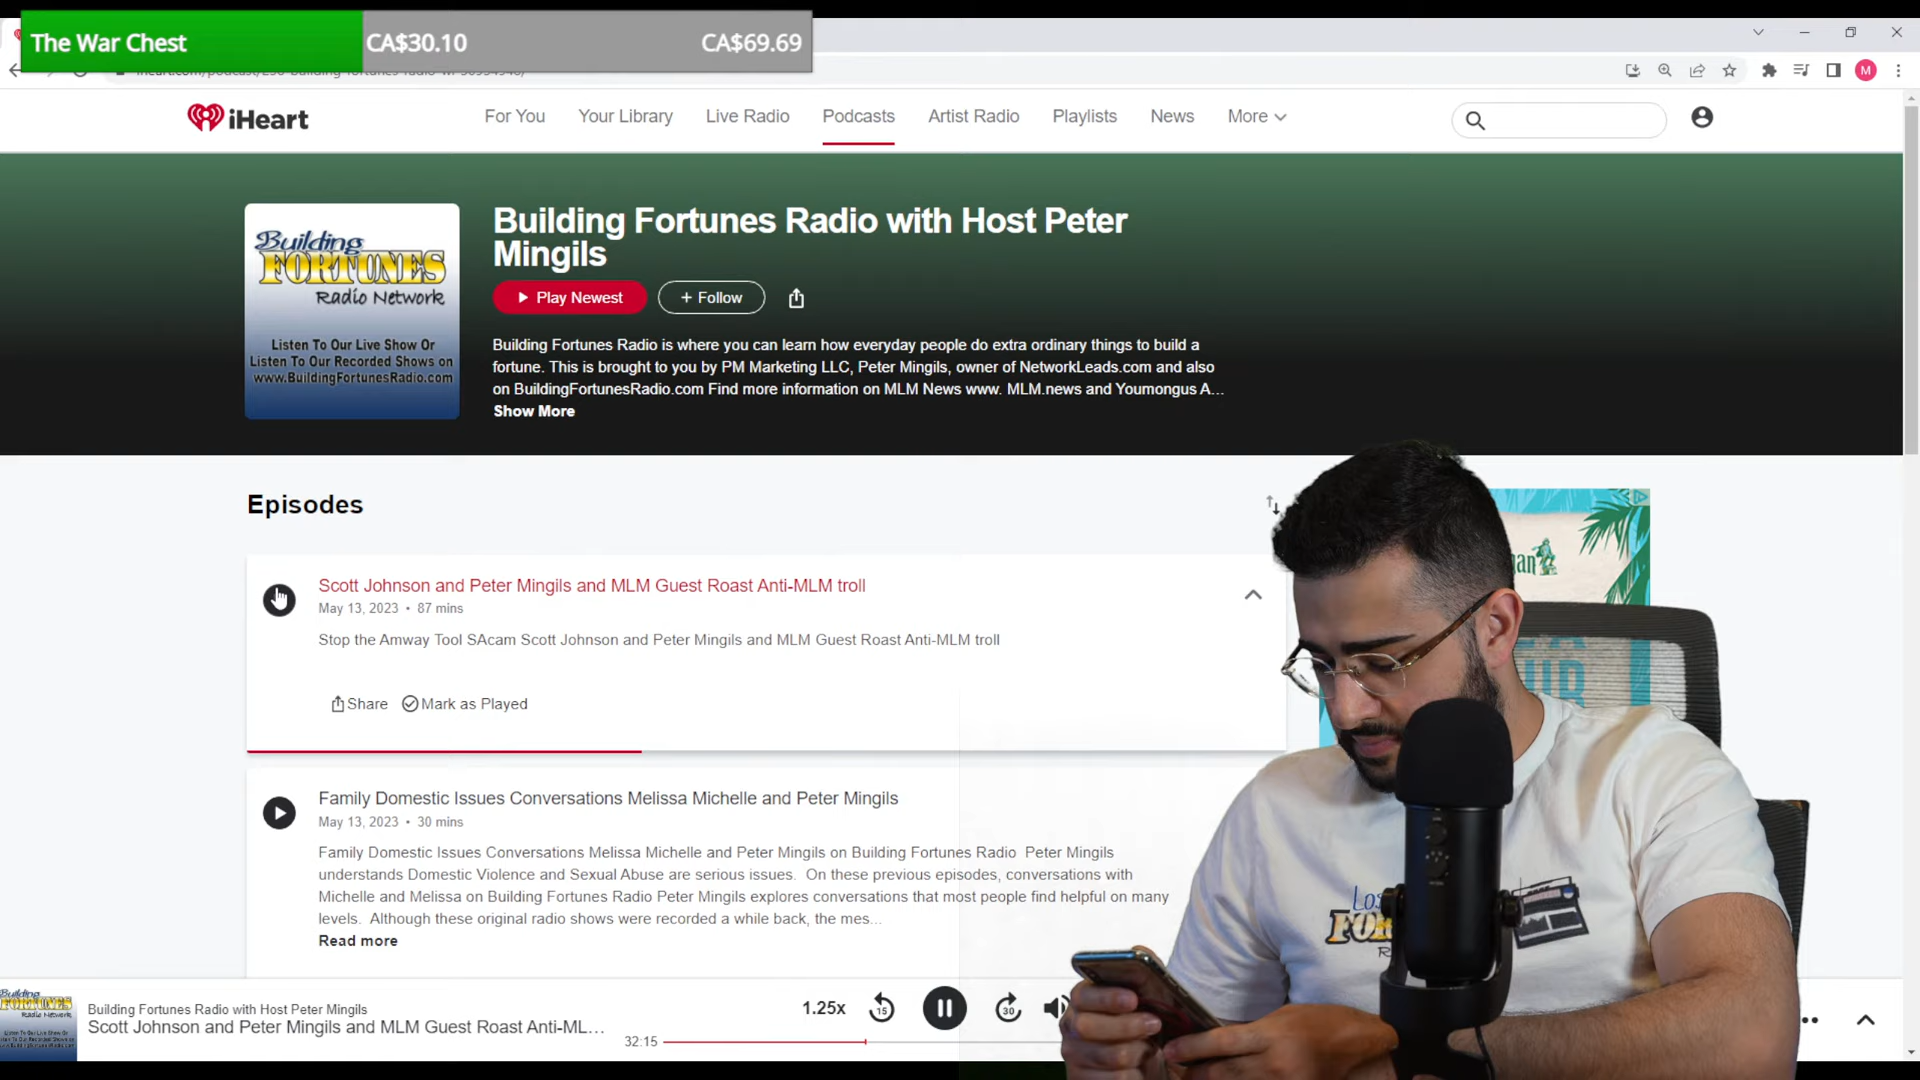 The War Chest CA$30.10 CA$69.69
iHeart For You Your Library Live Radio Podcasts Artist Radio Playlists News More
M
Building
FORTUNES
Radio Network
Listen To Our Live Show Or
Listen To Our Recorded Shows on
www.BuildingFortunesRadio.com
Building Fortunes Radio with Host Peter
Mingils
Play Newest + Follow
Building Fortunes Radio is where you can learn how everyday people do extra ordinary things to build a
fortune. This is brought to you by PM Marketing LLC, Peter Mingils, owner of NetworkLeads.com and also
on BuildingFortunesRadio.com Find more information on MLM News www. MLM.news and Youmongus A...
Show More
Episodes
Scott Johnson and Peter Mingils and MLM Guest Roast Anti-MLM troll
May 13, 2023 • 87 mins
Stop the Amway Tool SAcam Scott Johnson and Peter Mingils and MLM Guest Roast Anti-MLM troll
Share Mark as Played
Family Domestic Issues Conversations Melissa Michelle and Peter Mingils
May 13, 2023 • 30 mins
Family Domestic Issues Conversations Melissa Michelle and Peter Mingils on Building Fortunes Radio Peter Mingils
understands Domestic Violence and Sexual Abuse are serious issues. On these previous episodes, conversations with
Michelle and Melissa on Building Fortunes Radio Peter Mingils explores conversations that most people find helpful on many
levels. Although these original radio shows were recorded a while back, the mes...
Read more
Building
FORTUNES
Radio Network
Building Fortunes Radio with Host Peter Mingils
Scott Johnson and Peter Mingils and MLM Guest Roast Anti-ML...
1.25x 15 30
32:15